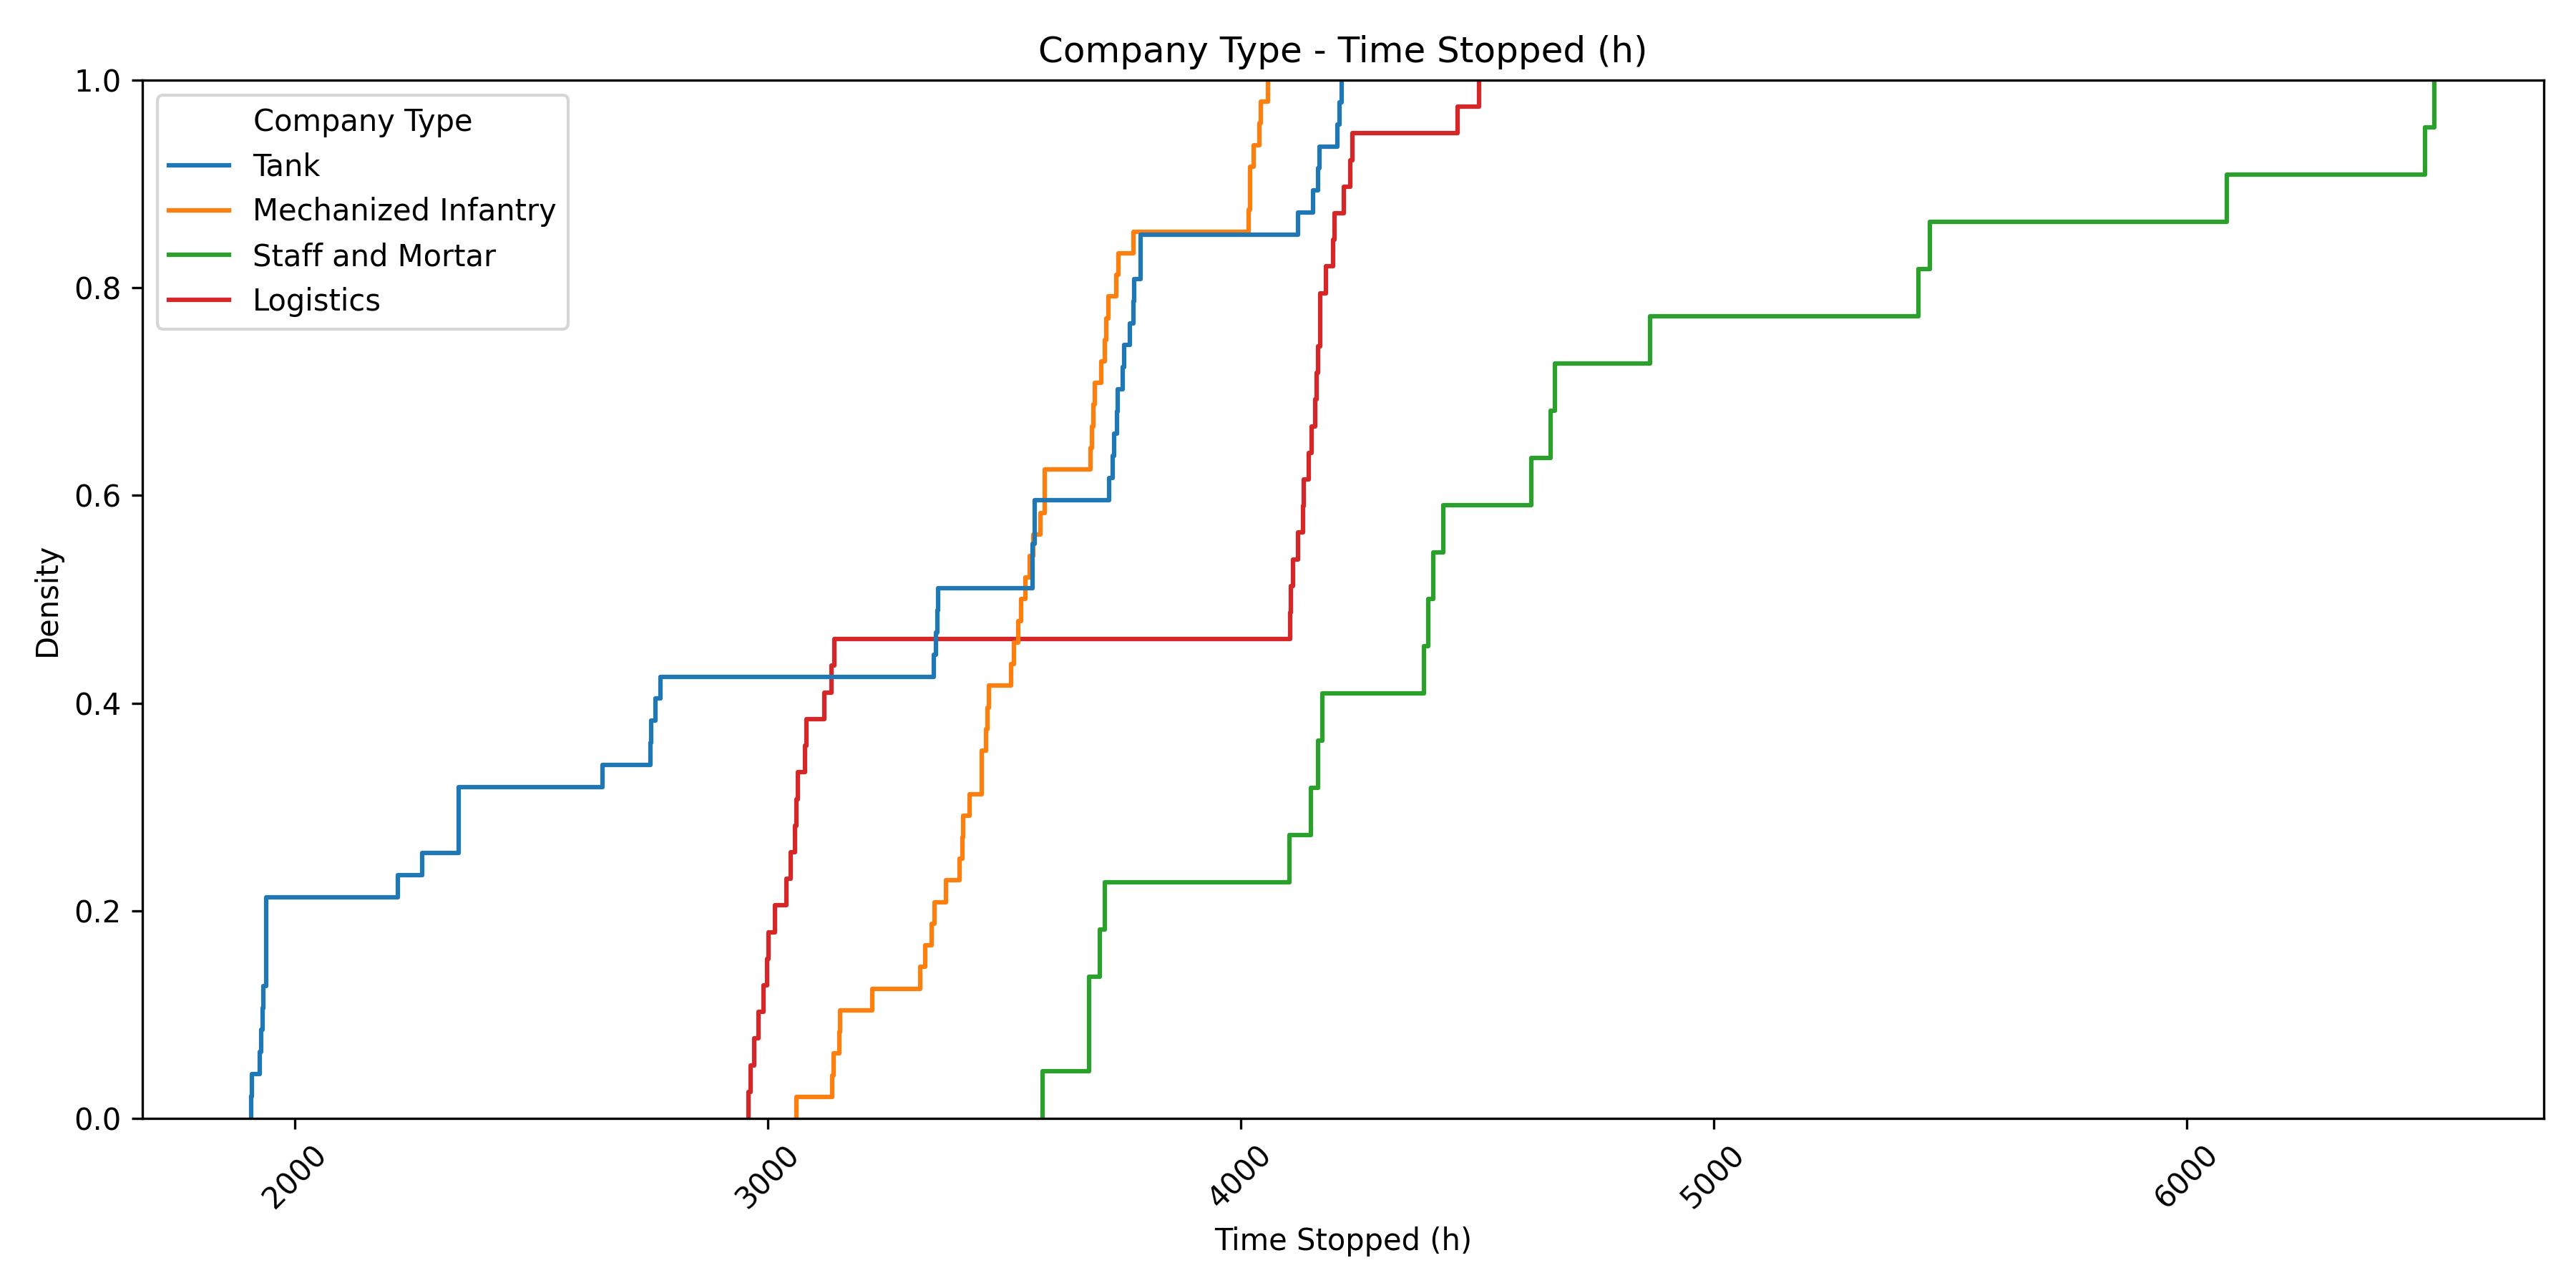 Company Type - Time Stopped (h)
Company Type
Tank
Mechanized Infantry
Staff and Mortar
Logistics
Density
1.0
0.8
0.6
0.4
0.2
0.0
2000
3000
4000
5000
6000
Time Stopped (h)